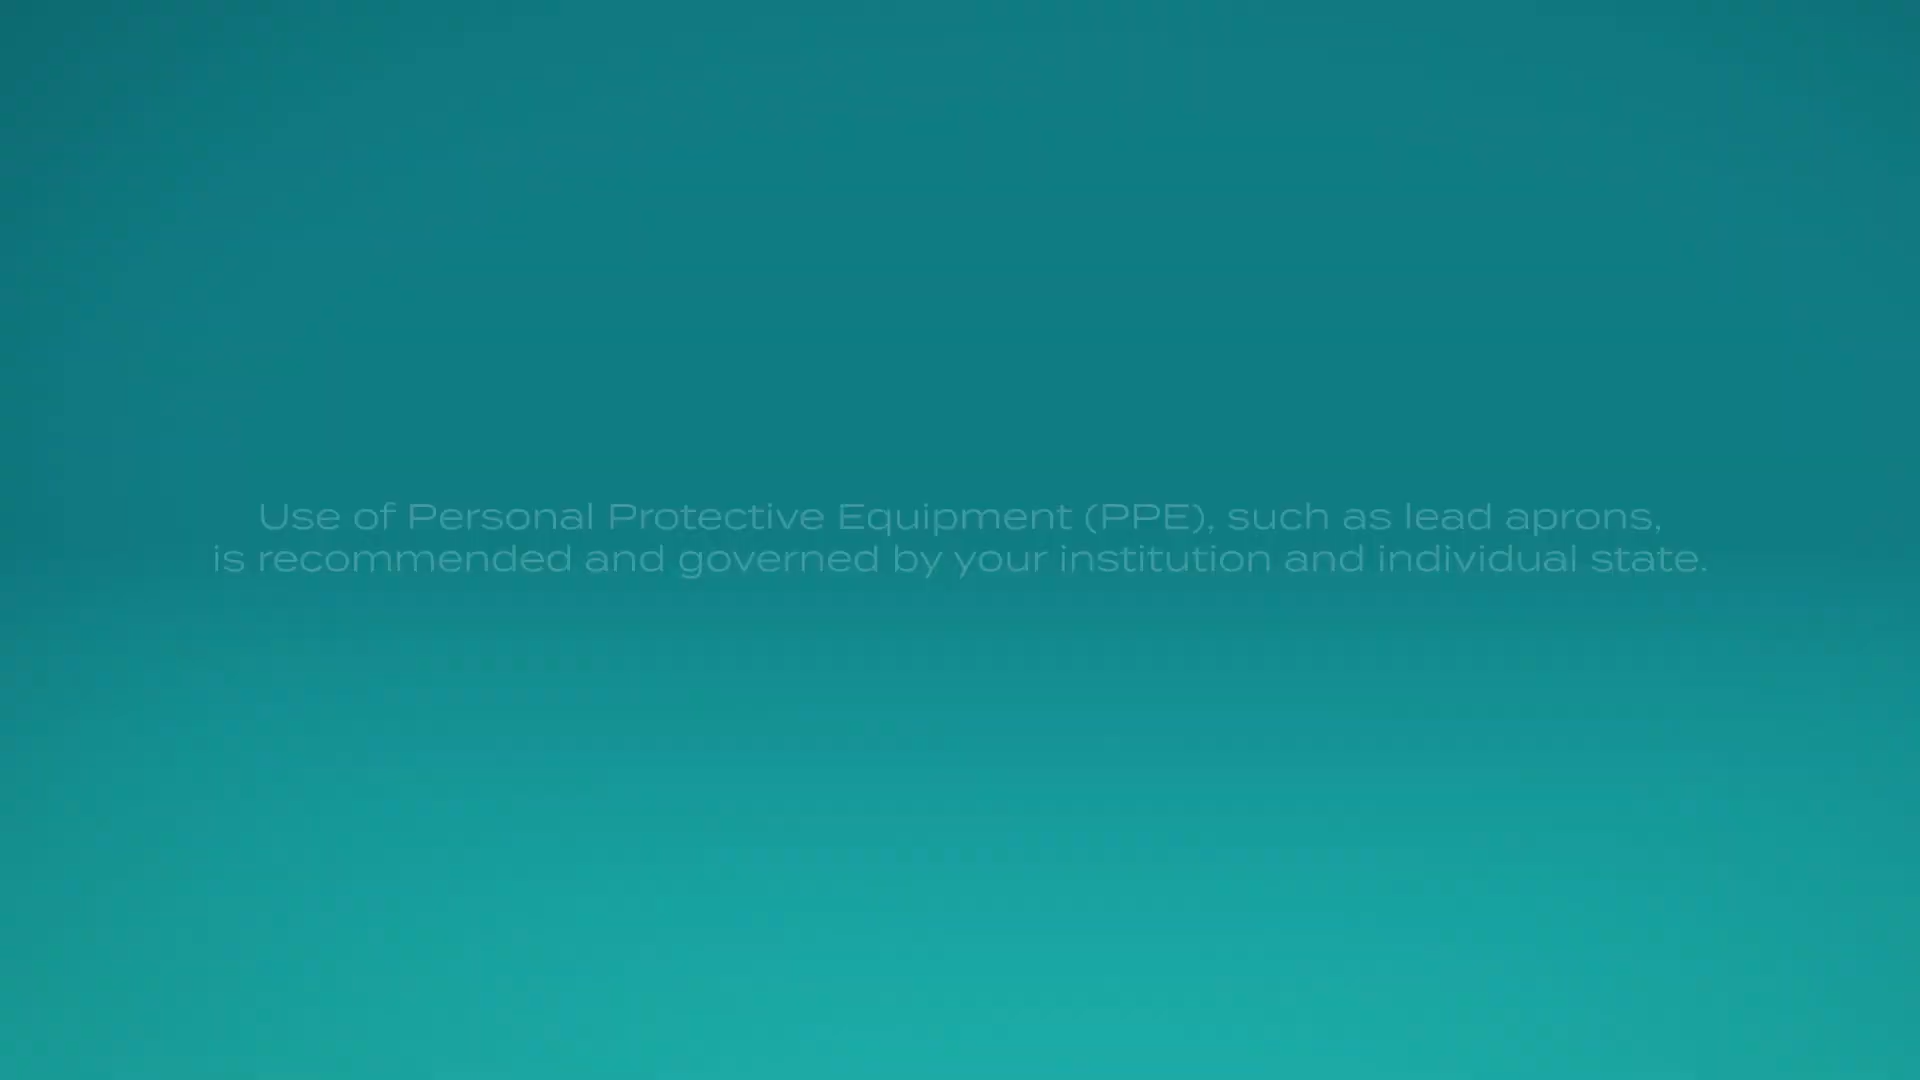 Use of Personal Protective Equipment (PPE), such as lead aprons,
is recommended and governed by your institution and individual state.